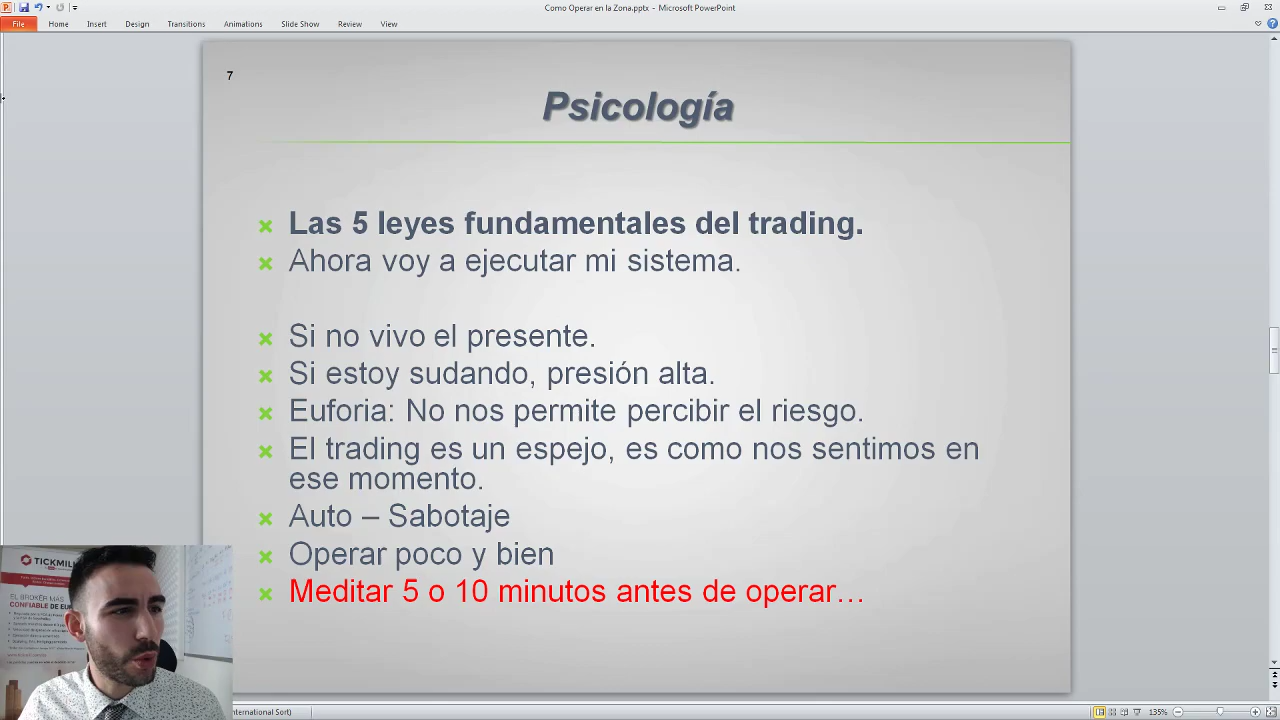 Como Operar en la Zona.pptx - Microsoft PowerPoint
File Home Insert Design Transitions Animations Slide Show Review View
7
Psicología
Las 5 leyes fundamentales del trading.
Ahora voy a ejecutar mi sistema.
Si no vivo el presente.
Si estoy sudando, presión alta.
Euforia: No nos permite percibir el riesgo.
El trading es un espejo, es como nos sentimos en
ese momento.
Auto – Sabotaje
Operar poco y bien
Meditar 5 o 10 minutos antes de operar…
TICKMILL
EL BRÓKER MÁS
CONFIABLE DE
International Sort)
135%